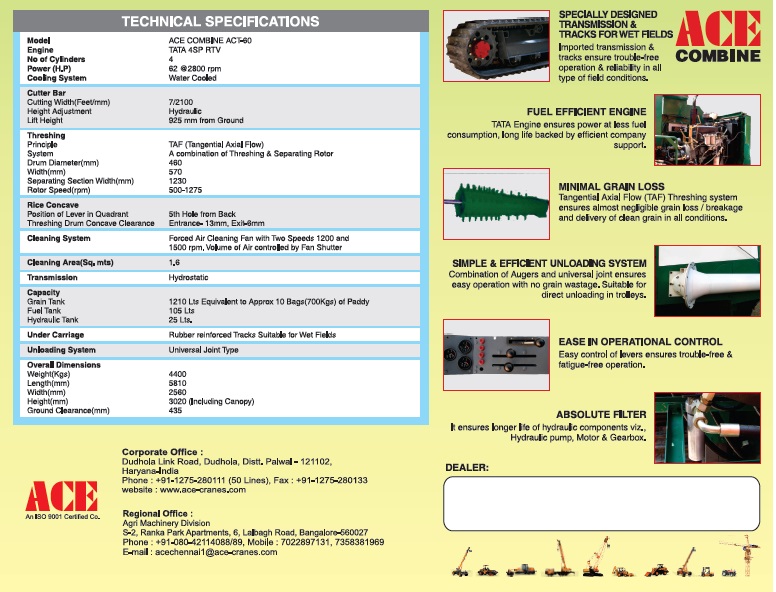 TECHNICAL SPECIFICATIONS
Model ACE COMBINE ACT-60
Engine TATA 4SP RTV
No of Cylinders 4
Power (H.P) 62 @2800 rpm
Cooling System Water Cooled
Cutter Bar
Cutting Width(Feet/mm) 7/2100
Height Adjustment Hydraulic
Lift Height 925 mm from Ground
Threshing
Principle TAF (Tangential Axial Flow)
System A combination of Threshing & Separating Rotor
Drum Diameter(mm) 460
Width(mm) 570
Separating Section Width(mm) 1230
Rotor Speed(rpm) 500-1275
Rice Concave
Position of Lever in Quadrant 5th Hole from Back
Threshing Drum Concave Clearance Entrance- 13mm, Exit-6mm
Cleaning System Forced Air Cleaning Fan with Two Speeds 1200 and
1500 rpm, Volume of Air controlled by Fan Shutter
Cleaning Area(Sq. mts) 1.6
Transmission Hydrostatic
Capacity
Grain Tank 1210 Lts Equivalent to Approx 10 Bags(700Kgs) of Paddy
Fuel Tank 105 Lts
Hydraulic Tank 25 Lts.
Under Carriage Rubber reinforced Tracks Suitable for Wet Fields
Unloading System Universal Joint Type
Overall Dimensions
Weight(Kgs) 4400
Length(mm) 5810
Width(mm) 2560
Height(mm) 3020 (Including Canopy)
Ground Clearance(mm) 435
ACE
An ISO 9001 Certified Co.
Corporate Office :
Dudhola Link Road, Dudhola, Distt. Palwal - 121102,
Haryana-India
Phone : +91-1275-280111 (50 Lines), Fax : +91-1275-280133
website : www.ace-cranes.com
Regional Office :
Agri Machinery Division
S-2, Ranka Park Apartments, 6, Lalbagh Road, Bangalore-560027
Phone : +91-080-42114088/89, Mobile : 7022897131, 7358381969
E-mail : acechennai1@ace-cranes.com
SPECIALLY DESIGNED
TRANSMISSION &
TRACKS FOR WET FIELDS
Imported transmission &
tracks ensure trouble-free
operation & reliability in all
type of field conditions.
ACE
COMBINE
FUEL EFFICIENT ENGINE
TATA Engine ensures power at less fuel
consumption, long life backed by efficient company
support.
MINIMAL GRAIN LOSS
Tangential Axial Flow (TAF) Threshing system
ensures almost negligible grain loss / breakage
and delivery of clean grain in all conditions.
SIMPLE & EFFICIENT UNLOADING SYSTEM
Combination of Augers and universal joint ensures
easy operation with no grain wastage. Suitable for
direct unloading in trolleys.
EASE IN OPERATIONAL CONTROL
Easy control of levers ensures trouble-free &
fatigue-free operation.
ABSOLUTE FILTER
It ensures longer life of hydraulic components viz.,
Hydraulic pump, Motor & Gearbox.
DEALER: